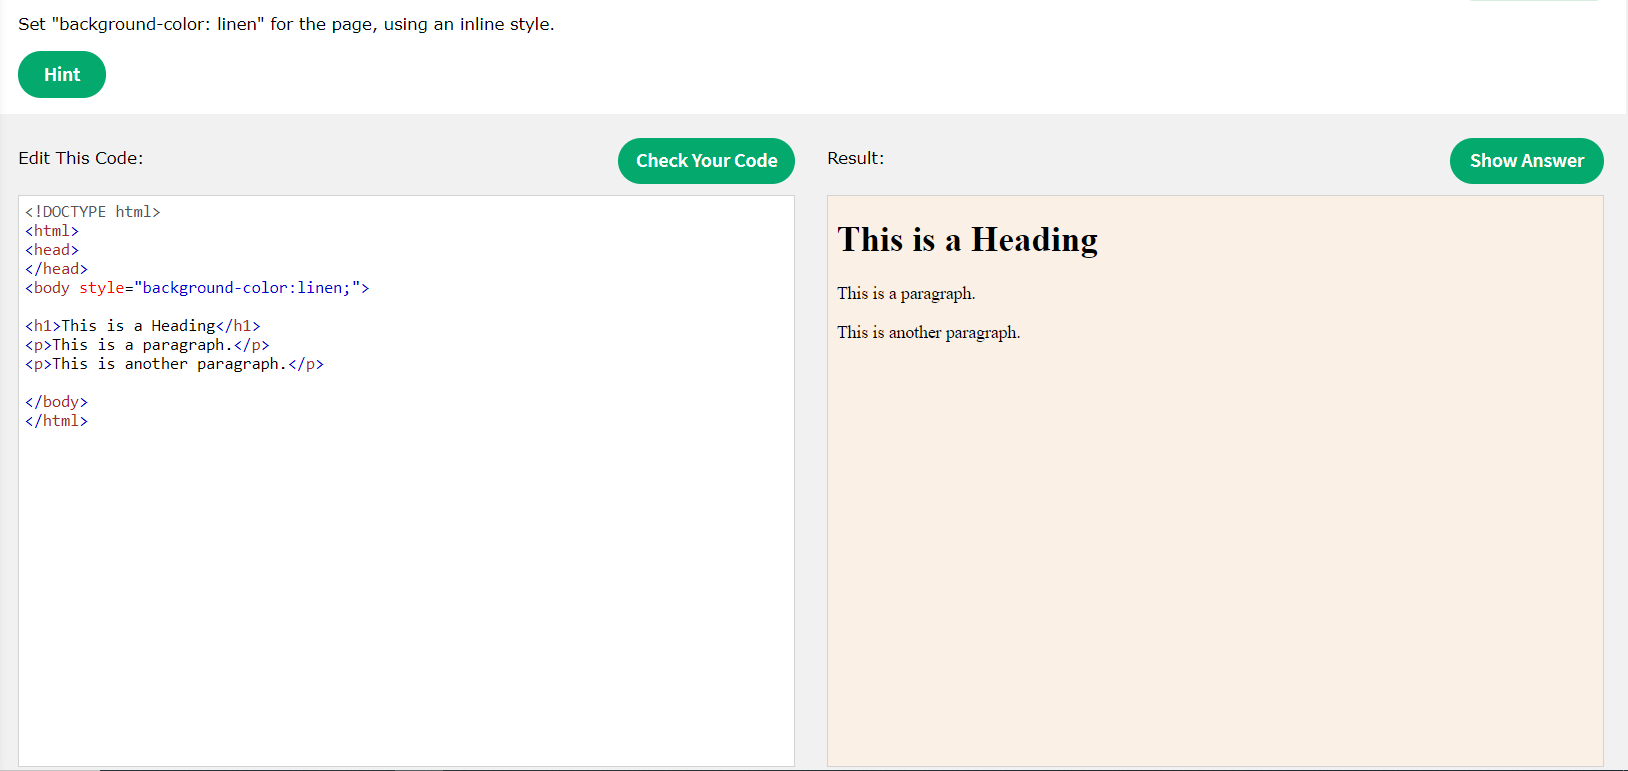 Set "background-color: linen" for the page, using an inline style.
Hint
Edit This Code:
Check Your Code
<!DOCTYPE html>
<html>
<head>
</head>
<body style="background-color:linen;">
<h1>This is a Heading</h1>
<p>This is a paragraph.</p>
<p>This is another paragraph.</p>
</body>
</html>
Result:
Show Answer
This is a Heading
This is a paragraph.
This is another paragraph.